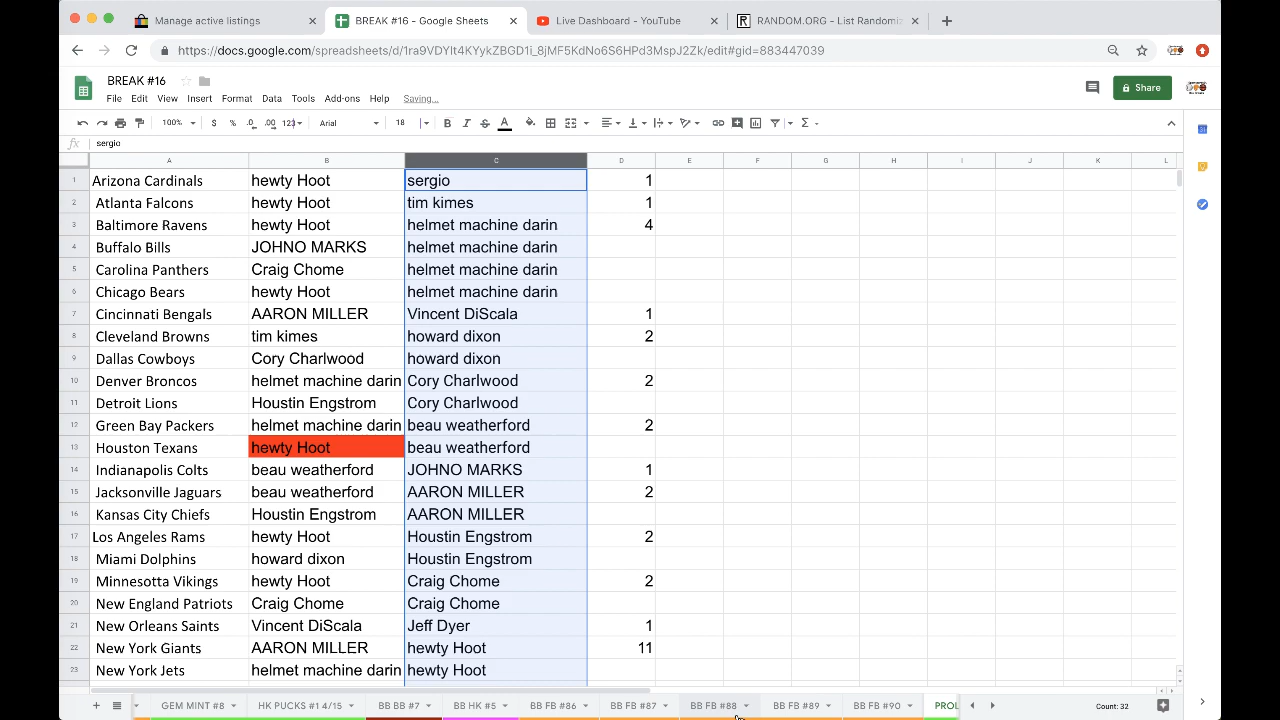 Manage active listings
BREAK #16 - Google Sheets
Live Dashboard - YouTube
RANDOM.ORG - List Randomiz
https://docs.google.com/spreadsheets/d/1ra9VDYIt4KYykZBGD1i_8jMF5KdNo6S6HPd3MspJ2Zk/edit#gid=883447039
BREAK #16
File Edit View Insert Format Data Tools Add-ons Help Saving...
Share
100% $ % .0 .00 123 Arial 18 B I S A
fx sergio
A B C D E F G H I J K L
1 Arizona Cardinals hewty Hoot sergio 1
2 Atlanta Falcons hewty Hoot tim kimes 1
3 Baltimore Ravens hewty Hoot helmet machine darin 4
4 Buffalo Bills JOHNO MARKS helmet machine darin
5 Carolina Panthers Craig Chome helmet machine darin
6 Chicago Bears hewty Hoot helmet machine darin
7 Cincinnati Bengals AARON MILLER Vincent DiScala 1
8 Cleveland Browns tim kimes howard dixon 2
9 Dallas Cowboys Cory Charlwood howard dixon
10 Denver Broncos helmet machine darin Cory Charlwood 2
11 Detroit Lions Houstin Engstrom Cory Charlwood
12 Green Bay Packers helmet machine darin beau weatherford 2
13 Houston Texans hewty Hoot beau weatherford
14 Indianapolis Colts beau weatherford JOHNO MARKS 1
15 Jacksonville Jaguars beau weatherford AARON MILLER 2
16 Kansas City Chiefs Houstin Engstrom AARON MILLER
17 Los Angeles Rams hewty Hoot Houstin Engstrom 2
18 Miami Dolphins howard dixon Houstin Engstrom
19 Minnesotta Vikings hewty Hoot Craig Chome 2
20 New England Patriots Craig Chome Craig Chome
21 New Orleans Saints Vincent DiScala Jeff Dyer 1
22 New York Giants AARON MILLER hewty Hoot 11
23 New York Jets helmet machine darin hewty Hoot
GEM MINT #8 HK PUCKS #1 4/15 BB BB #7 BB HK #5 BB FB #86 BB FB #87 BB FB #88 BB FB #89 BB FB #90 PROL Count: 32